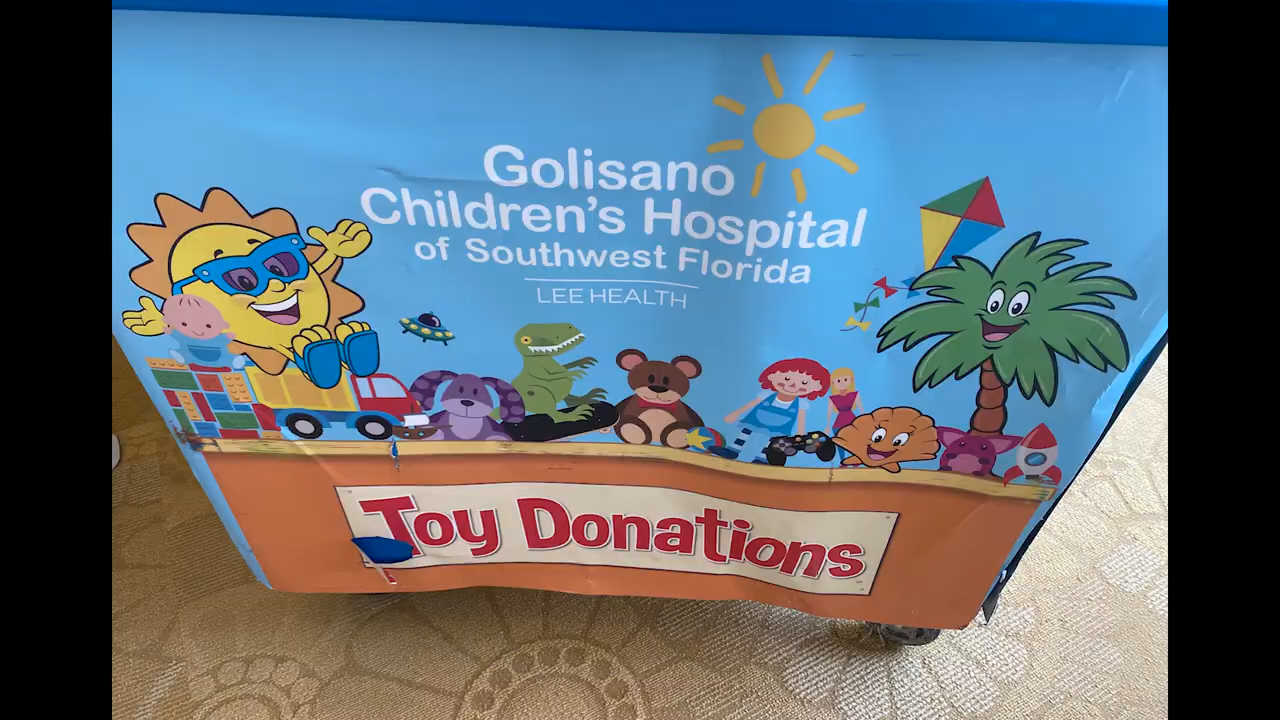 Golisano
Children's Hospital
of Southwest Florida
LEE HEALTH
Toy Donations